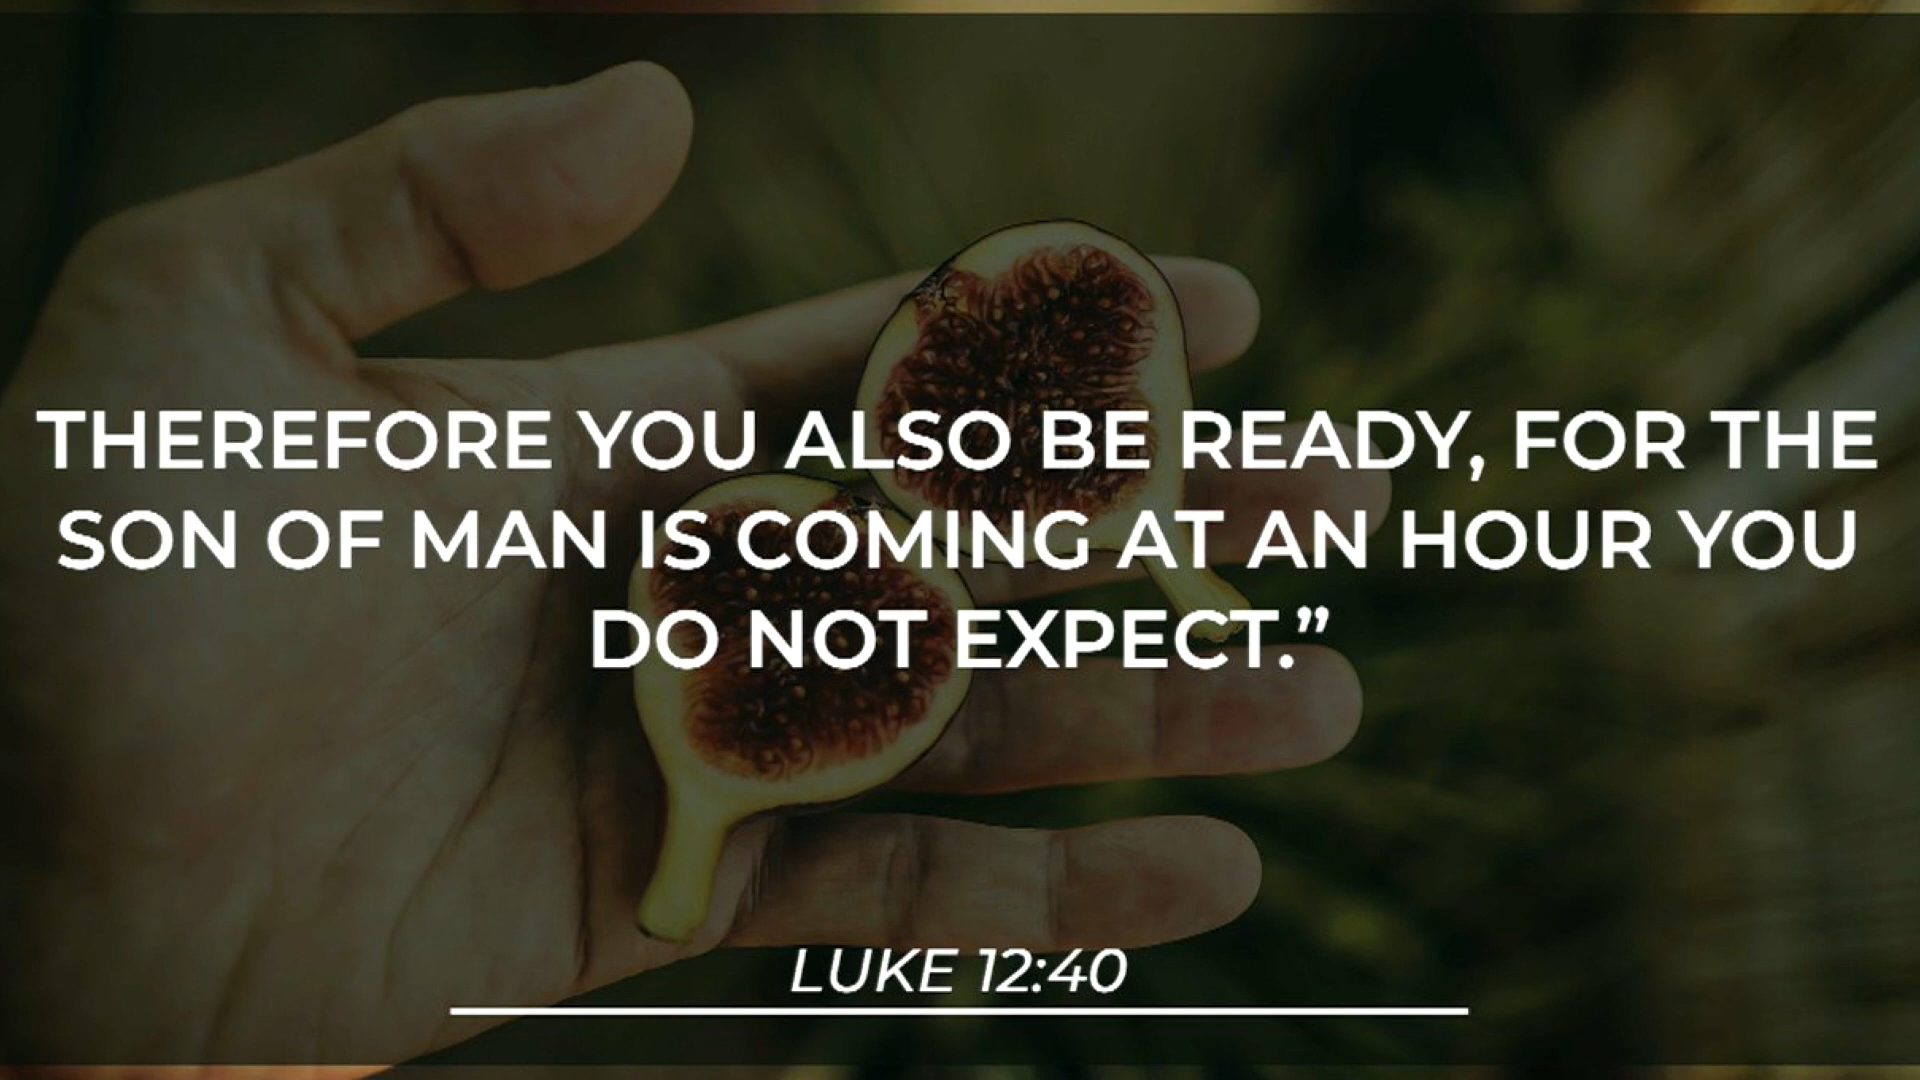 THEREFORE YOU ALSO BE READY, FOR THE
SON OF MAN IS COMING AT AN HOUR YOU
DO NOT EXPECT.”
LUKE 12:40